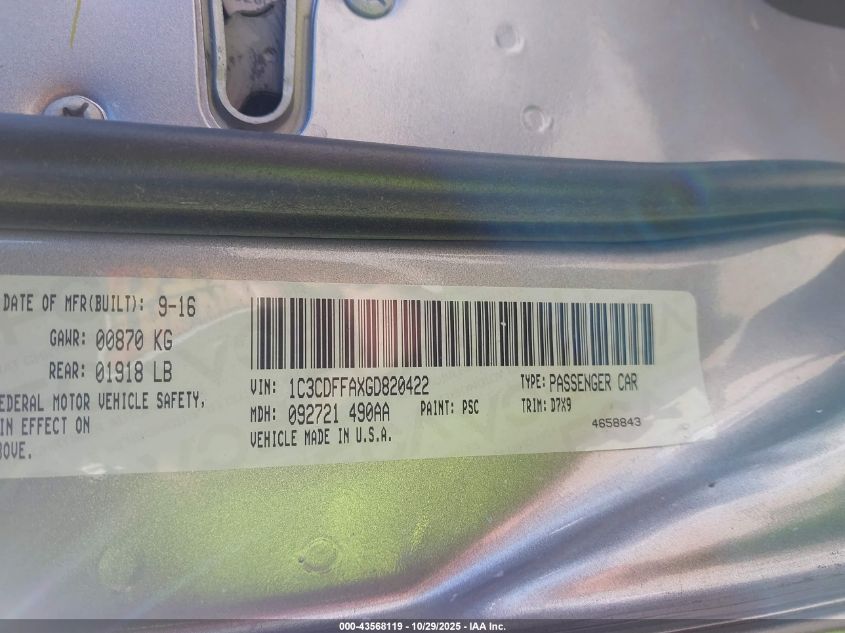 DATE OF MFR(BUILT): 9-16
GAWR: 00870 KG
REAR: 01918 LB
FEDERAL MOTOR VEHICLE SAFETY,
IN EFFECT ON
ABOVE.
VIN: 1C3CDFFAXGD820422
TYPE: PASSENGER CAR
MDH: 092721 490AA
PAINT: PSC
TRIM: D7X9
VEHICLE MADE IN U.S.A.
4658843
000-43568119 - 10/29/2025 - IAA Inc.